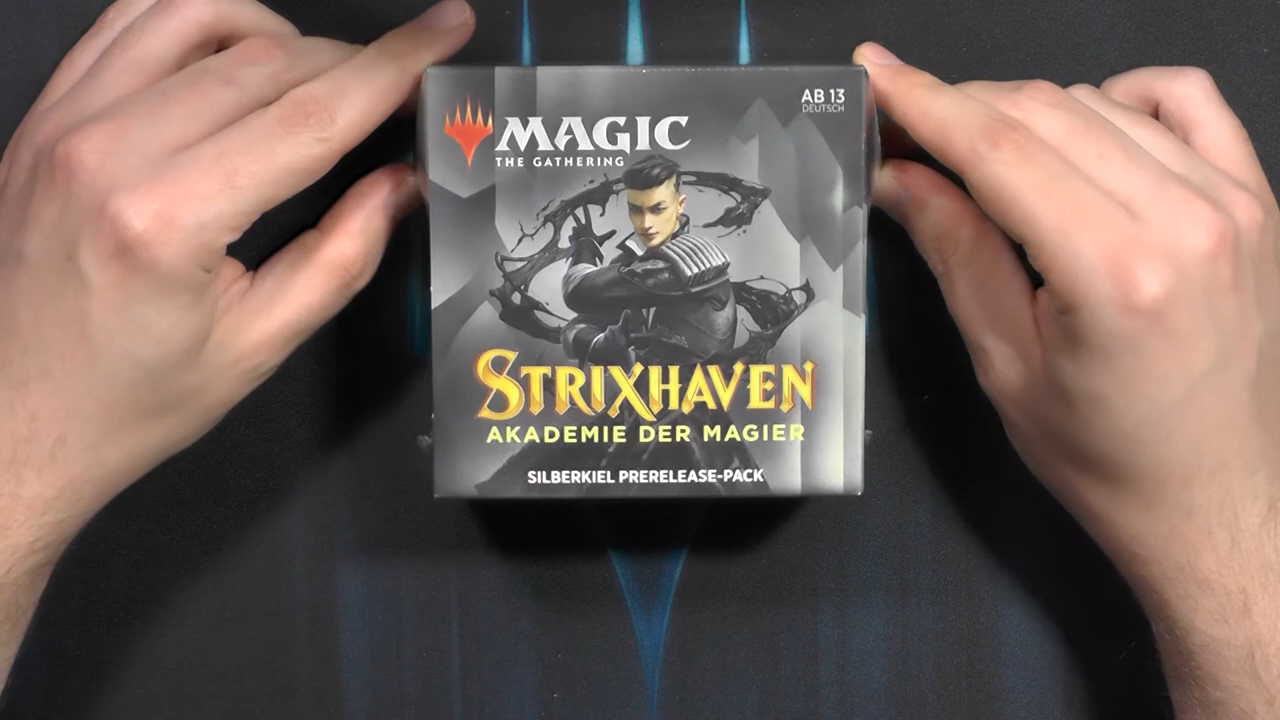 AB 13
DEUTSCH
MAGIC
THE GATHERING
STRIXHAVEN
AKADEMIE DER MAGIER
SILBERKIEL PRERELEASE-PACK